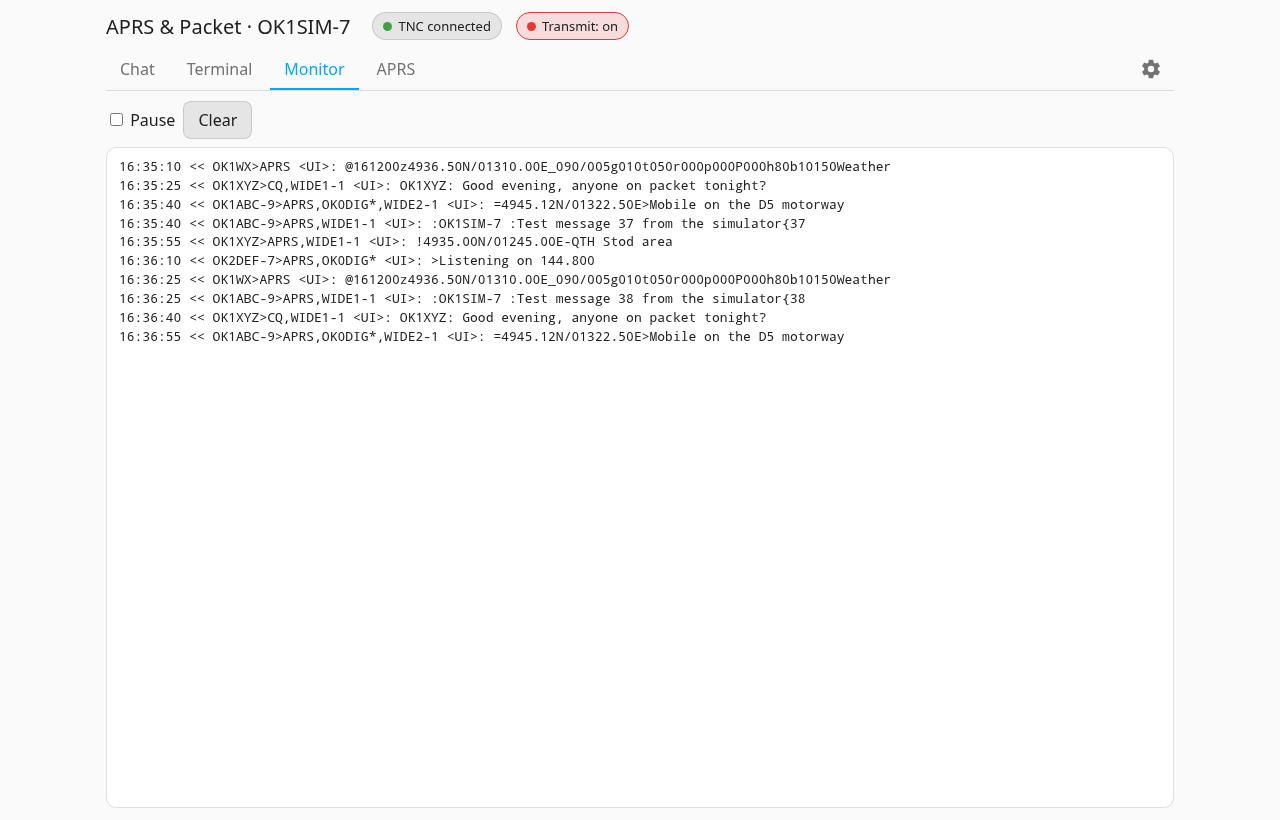 APRS & Packet · OK1SIM-7 TNC connected Transmit: on
Chat Terminal Monitor APRS
Pause Clear
16:35:10 << OK1WX>APRS <UI>: @161200z4936.50N/01310.00E_090/005g010t050r000p000P000h80b10150Weather
16:35:25 << OK1XYZ>CQ,WIDE1-1 <UI>: OK1XYZ: Good evening, anyone on packet tonight?
16:35:40 << OK1ABC-9>APRS,OK0DIG*,WIDE2-1 <UI>: =4945.12N/01322.50E>Mobile on the D5 motorway
16:35:40 << OK1ABC-9>APRS,WIDE1-1 <UI>: :OK1SIM-7 :Test message 37 from the simulator{37
16:35:55 << OK1XYZ>APRS,WIDE1-1 <UI>: !4935.00N/01245.00E-QTH Stod area
16:36:10 << OK2DEF-7>APRS,OK0DIG* <UI>: >Listening on 144.800
16:36:25 << OK1WX>APRS <UI>: @161200z4936.50N/01310.00E_090/005g010t050r000p000P000h80b10150Weather
16:36:25 << OK1ABC-9>APRS,WIDE1-1 <UI>: :OK1SIM-7 :Test message 38 from the simulator{38
16:36:40 << OK1XYZ>CQ,WIDE1-1 <UI>: OK1XYZ: Good evening, anyone on packet tonight?
16:36:55 << OK1ABC-9>APRS,OK0DIG*,WIDE2-1 <UI>: =4945.12N/01322.50E>Mobile on the D5 motorway